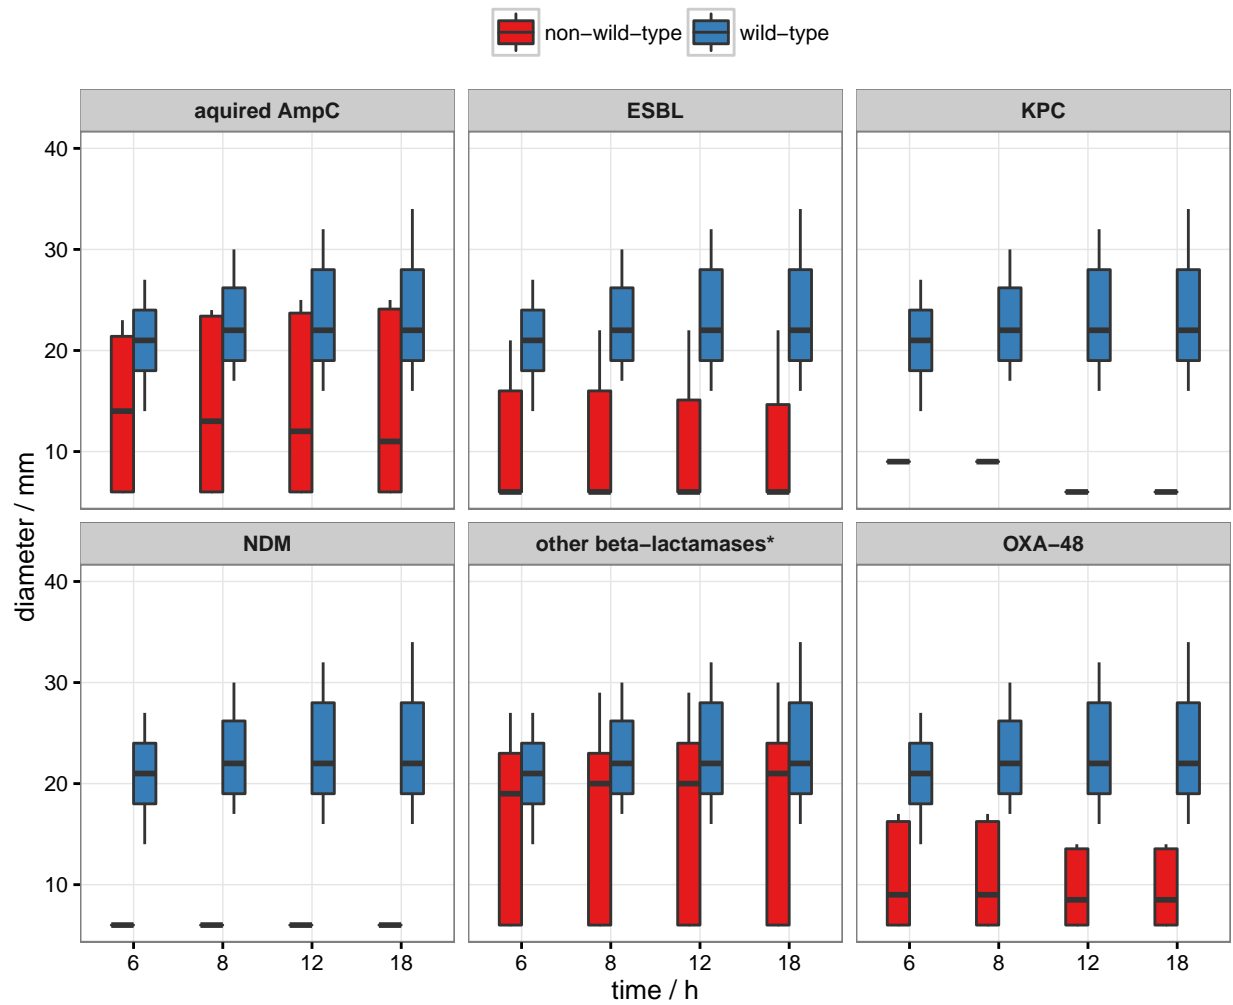 non−wild−type wild−type
aquired AmpC ESBL KPC
40
30
20
10
NDM other beta−lactamases* OXA−48
40
30
20
10
diameter / mm
6 8 12 18 6 8 12 18 6 8 12 18
time / h